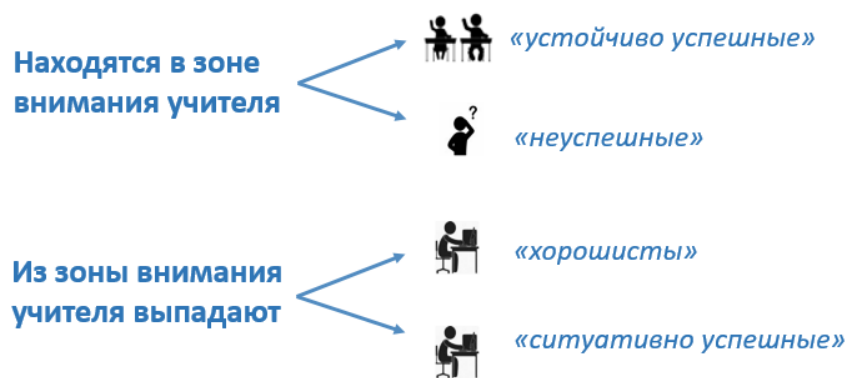 Находятся в зоне
внимания учителя
«устойчиво успешные»
?
«неуспешные»
Из зоны внимания
учителя выпадают
«хорошисты»
«ситуативно успешные»